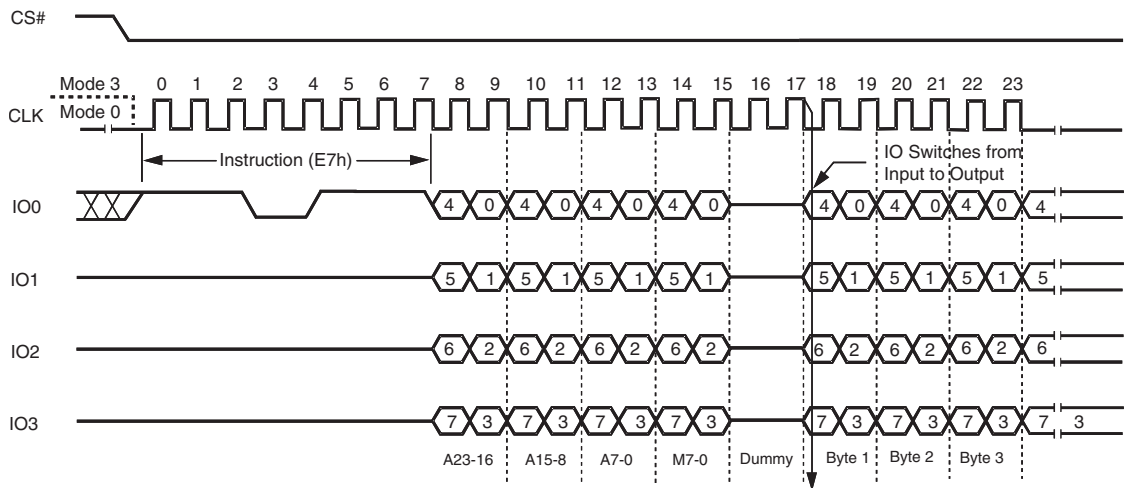 CS#
Mode 3 0 1 2 3 4 5 6 7 8 9 10 11 12 13 14 15 16 17 18 19 20 21 22 23
CLK Mode 0
Instruction (E7h)
IO Switches from
Input to Output
IO0 4 0 4 0 4 0 4 0 4 0 4 0 4 0 4
IO1 5 1 5 1 5 1 5 1 5 1 5 1 5 1 5
IO2 6 2 6 2 6 2 6 2 6 2 6 2 6 2 6
IO3 7 3 7 3 7 3 7 3 7 3 7 3 7 3 7 3
A23-16 A15-8 A7-0 M7-0 Dummy Byte 1 Byte 2 Byte 3